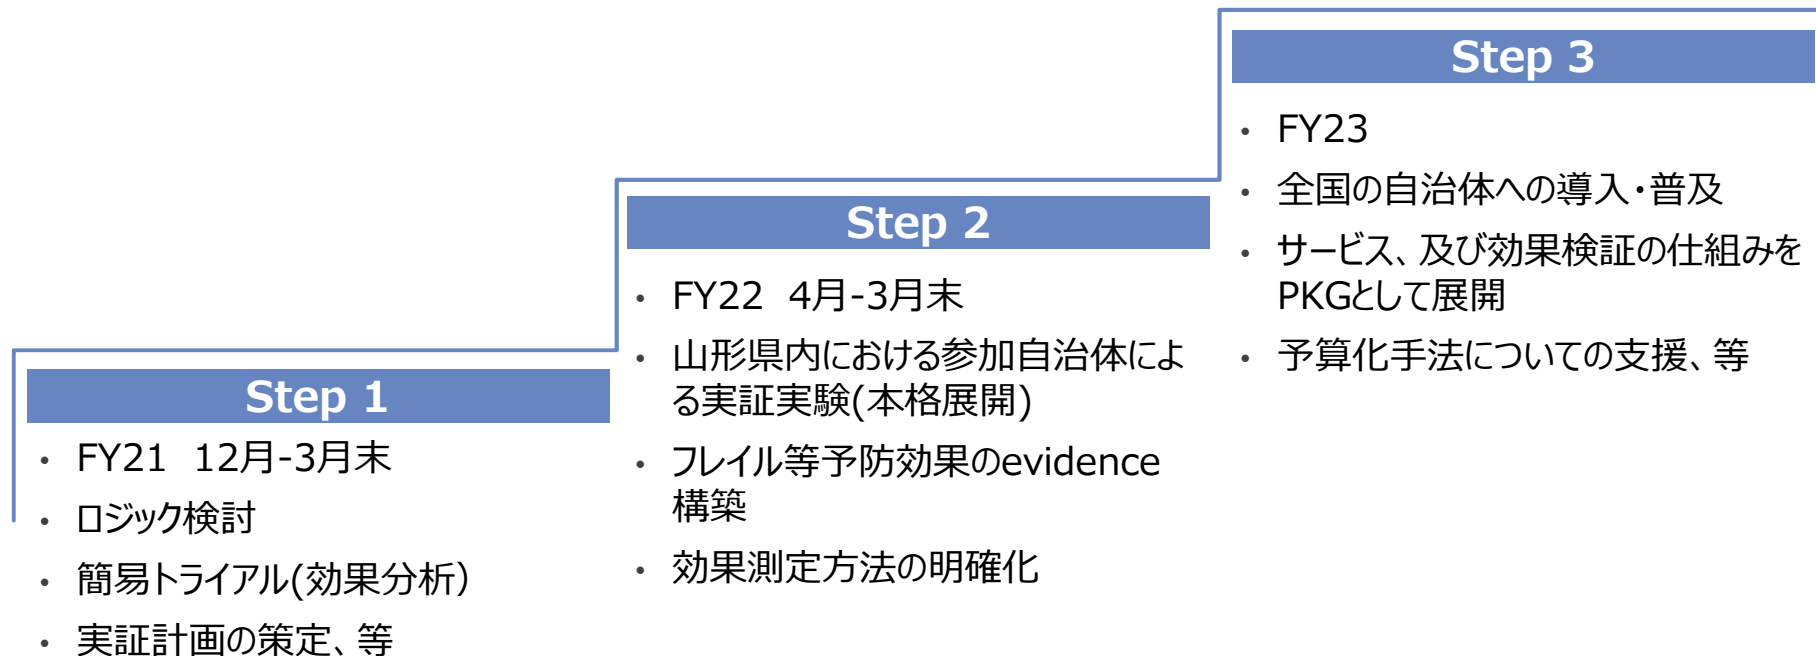 Step 1
• FY21 12月-3月末
• ロジック検討
• 簡易トライアル(効果分析）
• 実証計画の策定、等
Step 2
• FY22 4月-3月末
• 山形県内における参加自治体によ
る実証実験(本格展開)
• フレイル等予防効果のevidence
構築
• 効果測定方法の明確化
Step 3
• FY23
• 全国の自治体への導入・普及
• サービス、及び効果検証の仕組みを
PKGとして展開
• 予算化手法についての支援、等